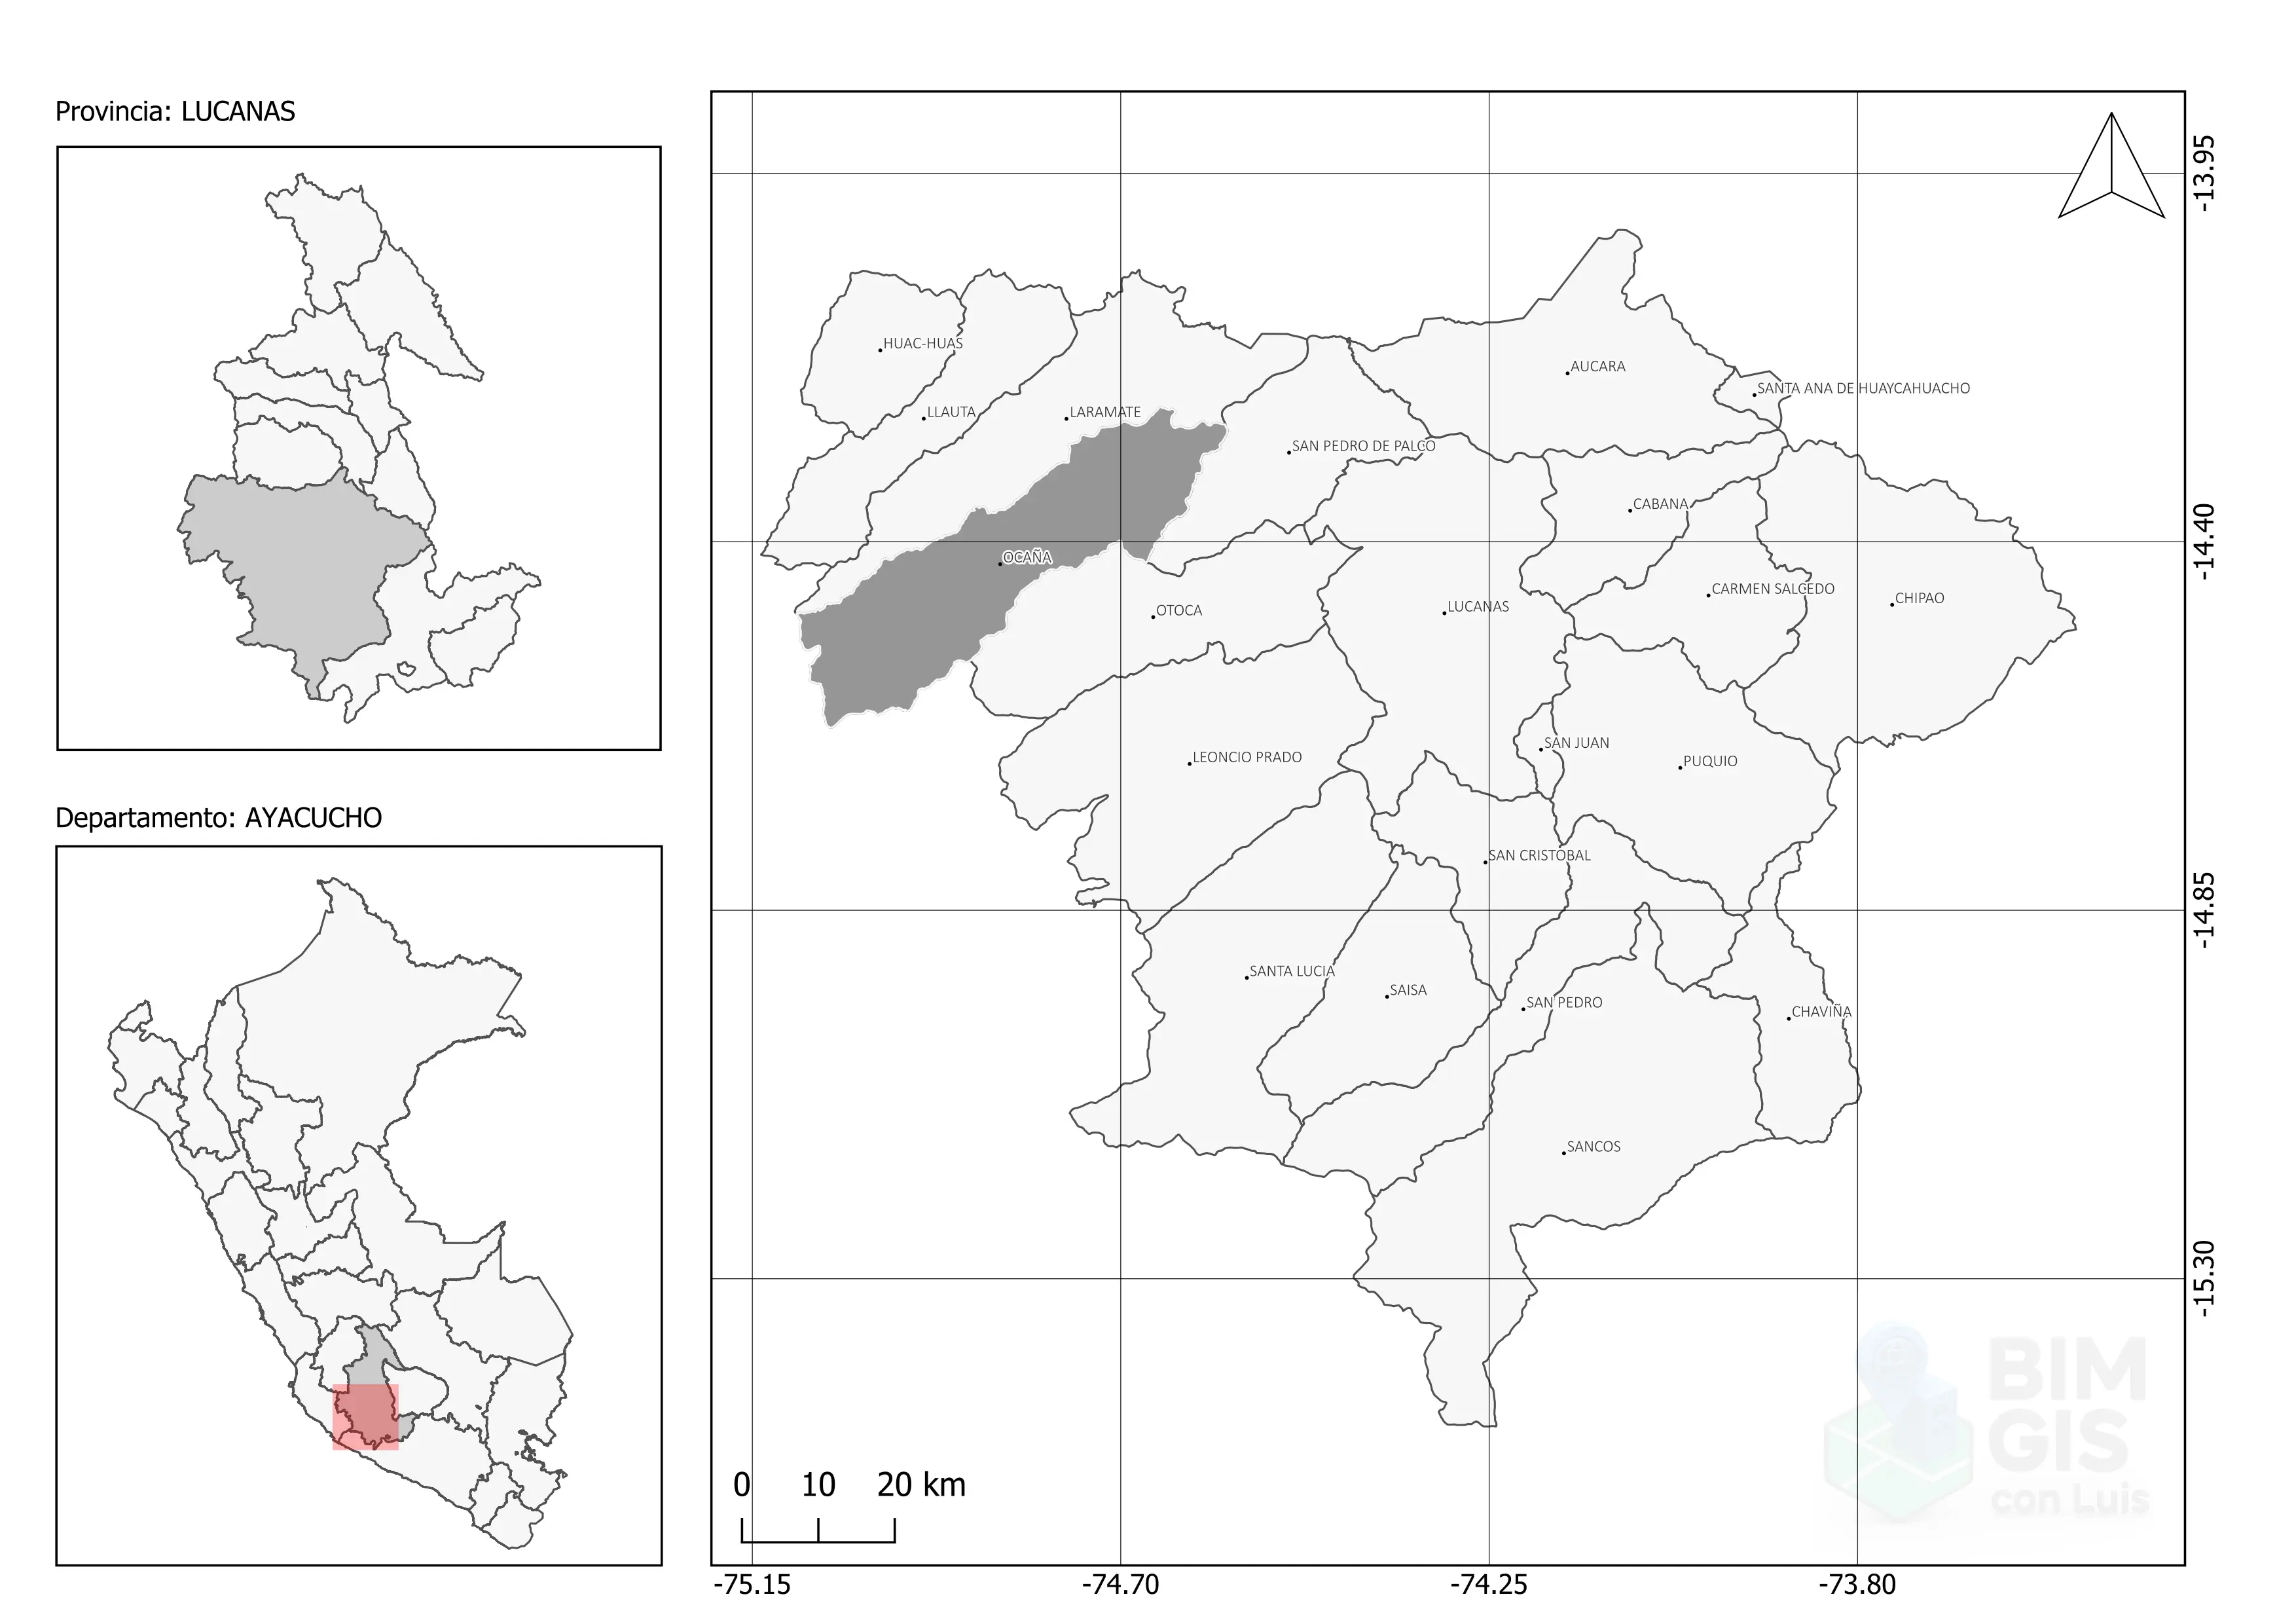 Provincia: LUCANAS
Departamento: AYACUCHO
HUAC-HUAS
LLAUTA
LARAMATE
AUCARA
SANTA ANA DE HUAYCAHUACHO
SAN PEDRO DE PALCO
CABANA
OCAÑA
OTOCA
LUCANAS
CARMEN SALCEDO
CHIPAO
LEONCIO PRADO
SAN JUAN
PUQUIO
SAN CRISTOBAL
SANTA LUCIA
SAISA
SAN PEDRO
CHAVIÑA
SANCOS
-13.95
-14.40
-14.85
-15.30
0 10 20 km
-75.15 -74.70 -74.25 -73.80
BIM
GIS
con Luis